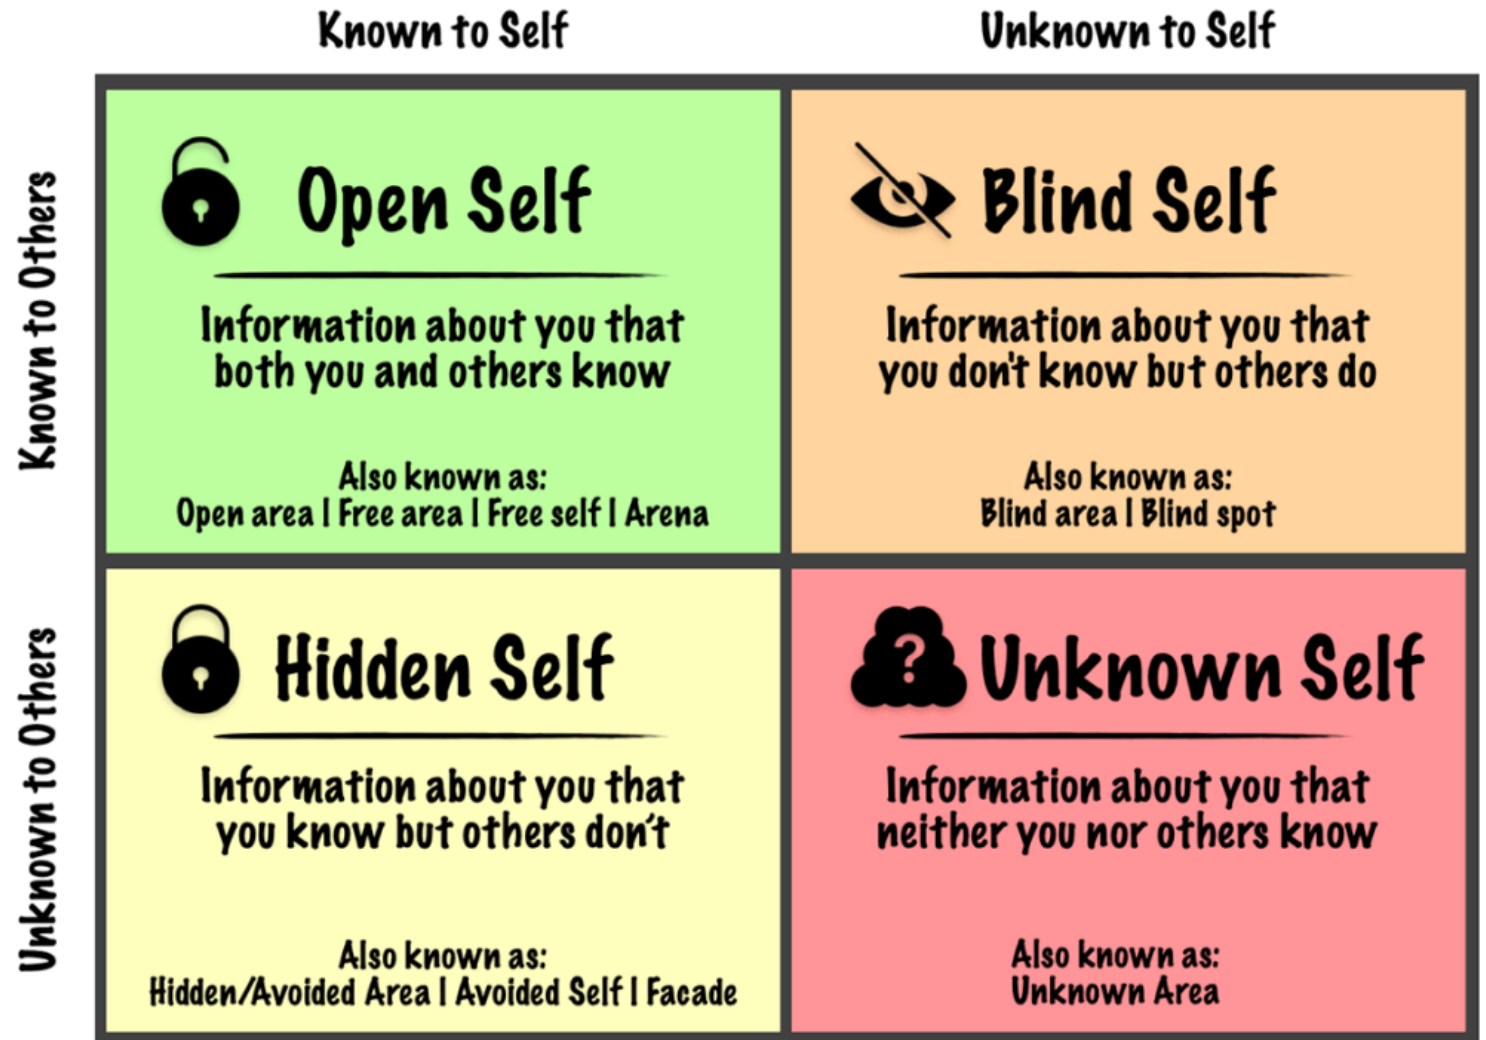 Known to Self
Unknown to Self
Known to Others
Open Self
Information about you that
both you and others know
Also known as:
Open area | Free area | Free self | Arena
Blind Self
Information about you that
you don't know but others do
Also known as:
Blind area | Blind spot
Unknown to Others
Hidden Self
Information about you that
you know but others don't
Also known as:
Hidden/Avoided Area | Avoided Self | Facade
?
Unknown Self
Information about you that
neither you nor others know
Also known as:
Unknown Area